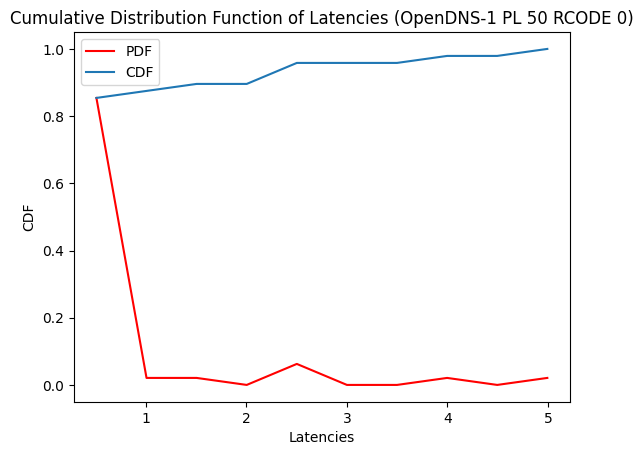 Cumulative Distribution Function of Latencies (OpenDNS-1 PL 50 RCODE 0)
PDF
CDF
1.0
0.8
0.6
0.4
0.2
0.0
CDF
1
2
3
4
5
Latencies